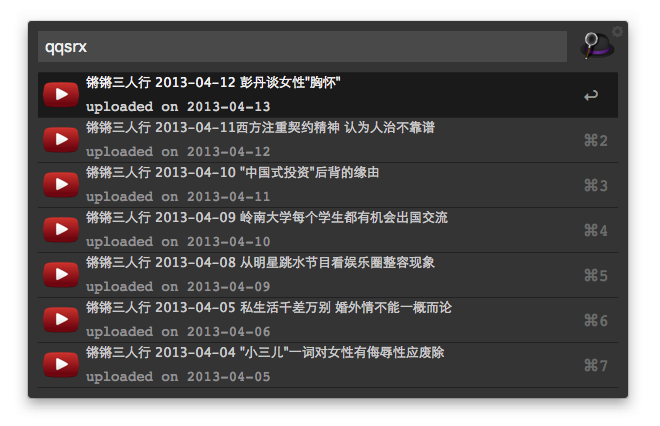 qqsrx
锵锵三人行 2013-04-12 彭丹谈女性"胸怀"
uploaded on 2013-04-13
↩
锵锵三人行 2013-04-11西方注重契约精神 认为人治不靠谱
uploaded on 2013-04-12
⌘2
锵锵三人行 2013-04-10 "中国式投资"后背的缘由
uploaded on 2013-04-11
⌘3
锵锵三人行 2013-04-09 岭南大学每个学生都有机会出国交流
uploaded on 2013-04-10
⌘4
锵锵三人行 2013-04-08 从明星跳水节目看娱乐圈整容现象
uploaded on 2013-04-09
⌘5
锵锵三人行 2013-04-05 私生活千差万别 婚外情不能一概而论
uploaded on 2013-04-06
⌘6
锵锵三人行 2013-04-04 "小三儿"一词对女性有侮辱性应废除
uploaded on 2013-04-05
⌘7